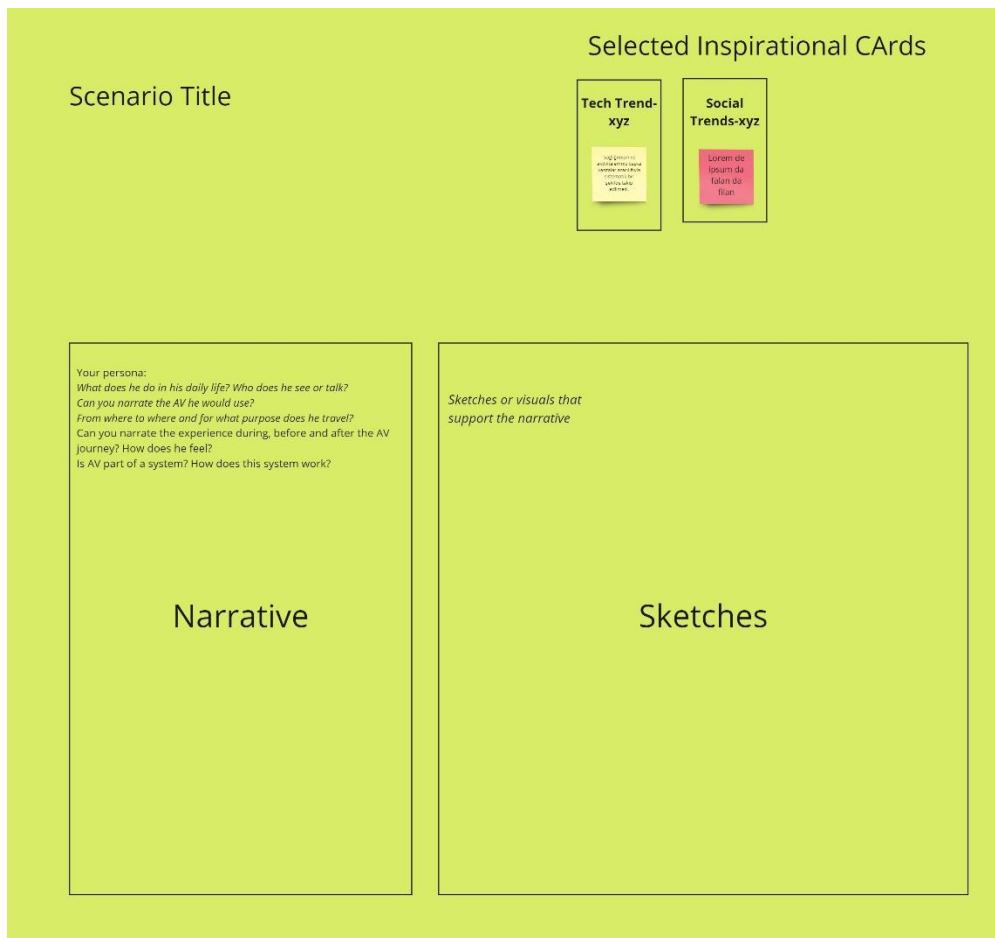 Selected Inspirational CArds
Scenario Title
Tech Trend-
xyz
Social
Trends-xyz
Lorem de
ipsum da
falan da
filan
Your persona:
What does he do in his daily life? Who does he see or talk?
Can you narrate the AV he would use?
From where to where and for what purpose does he travel?
Can you narrate the experience during, before and after the AV
journey? How does he feel?
Is AV part of a system? How does this system work?
Narrative
Sketches or visuals that
support the narrative
Sketches